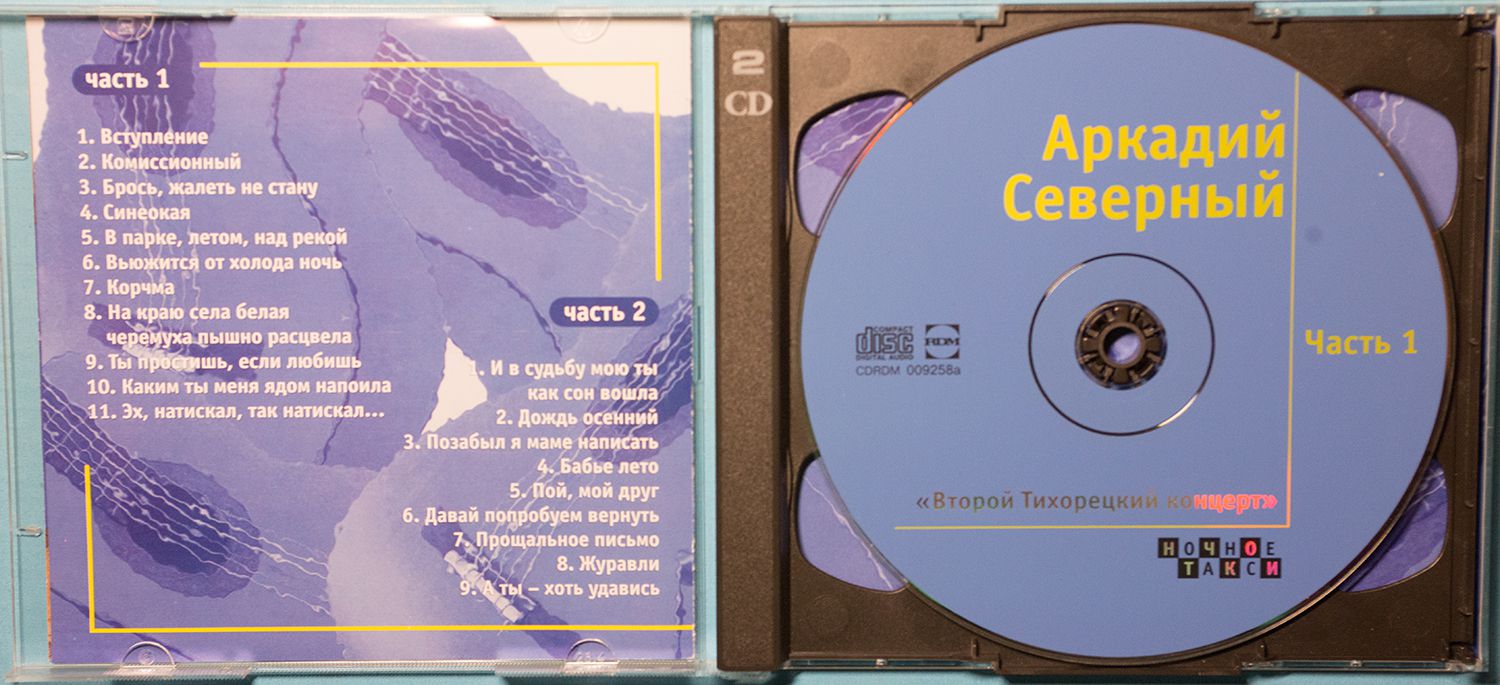 часть 1
1. Вступление
2. Комиссионный
3. Брось, жалеть не стану
4. Синеокая
5. В парке, летом, над рекой
6. Вьюжится от холода ночь
7. Корчма
8. На краю села белая
черемуха пышно расцвела
9. Ты простишь, если любишь
10. Каким ты меня ядом напоила
11. Эх, натискал, так натискал...
часть 2
1. И в судьбу мою ты
как сон вошла
2. Дождь осенний
3. Позабыл я маме написать
4. Бабье лето
5. Пой, мой друг
6. Давай попробуем вернуть
7. Прощальное письмо
8. Журавли
9. А ты – хоть удавись
2
CD
Аркадий
Северный
COMPACT
disc
DIGITAL AUDIO
RDM
CDRDM 009258a
Часть 1
«Второй Тихорецкий концерт»
НОЧНОЕ
ТАКСИ